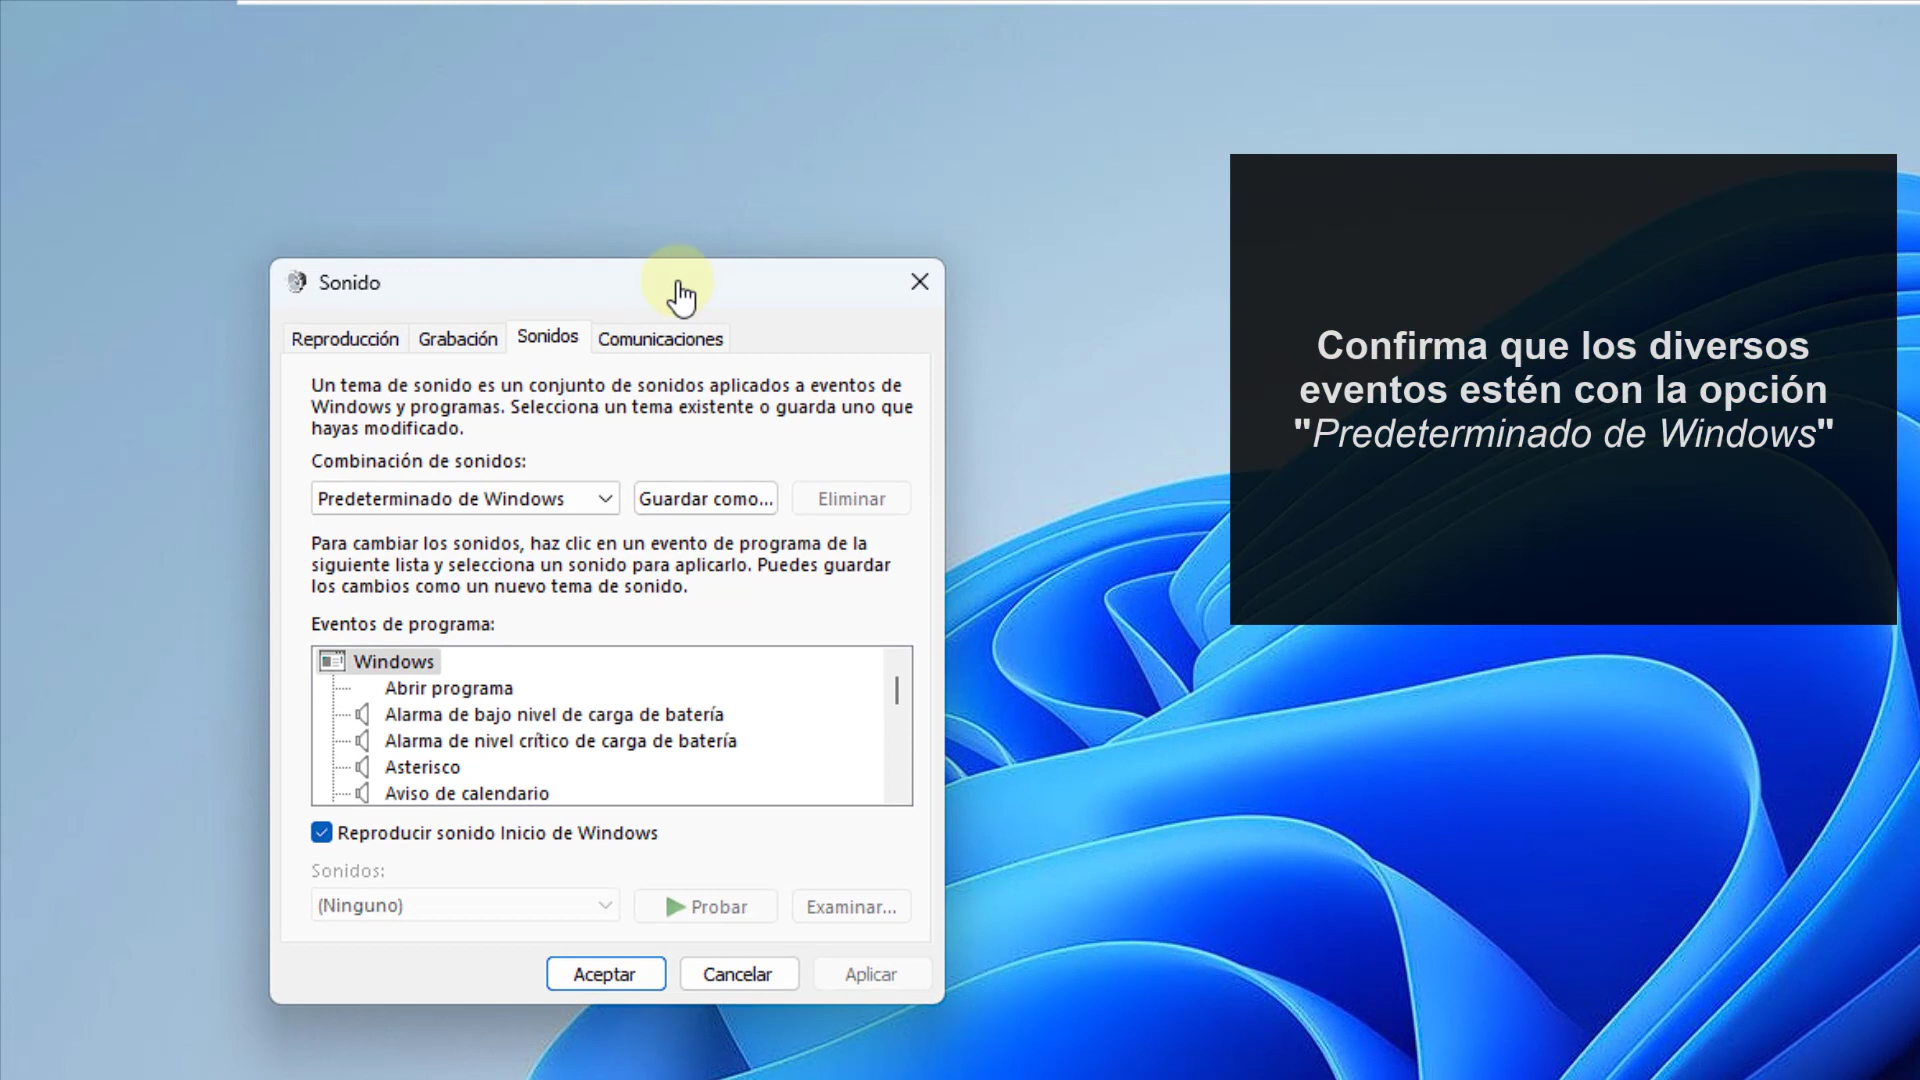 Sonido
Reproducción
Grabación
Sonidos
Comunicaciones
Un tema de sonido es un conjunto de sonidos aplicados a eventos de
Windows y programas. Selecciona un tema existente o guarda uno que
hayas modificado.
Combinación de sonidos:
Predeterminado de Windows
Guardar como...
Eliminar
Para cambiar los sonidos, haz clic en un evento de programa de la
siguiente lista y selecciona un sonido para aplicarlo. Puedes guardar
los cambios como un nuevo tema de sonido.
Eventos de programa:
Windows
Abrir programa
Alarma de bajo nivel de carga de batería
Alarma de nivel crítico de carga de batería
Asterisco
Aviso de calendario
Reproducir sonido Inicio de Windows
Sonidos:
(Ninguno)
Probar
Examinar...
Aceptar
Cancelar
Aplicar
Confirma que los diversos
eventos estén con la opción
"Predeterminado de Windows"